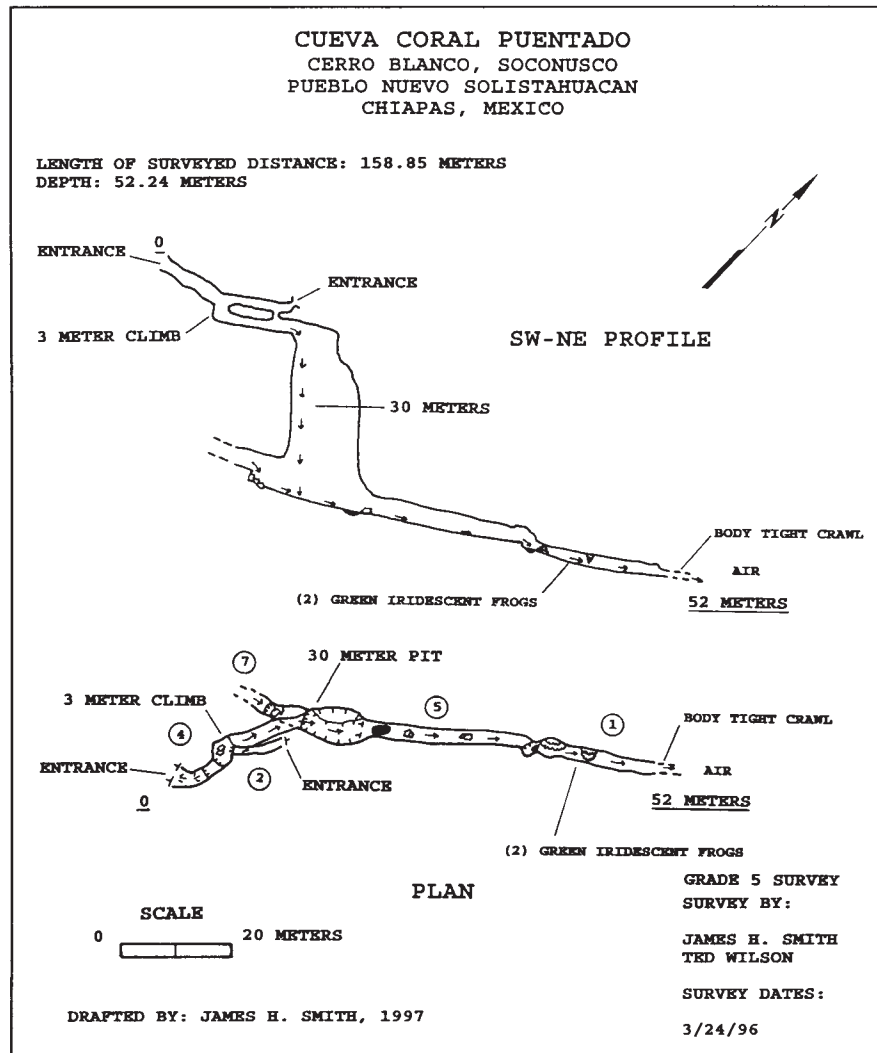 CUEVA CORAL PUENTADO
CERRO BLANCO, SOCONUSCO
PUEBLO NUEVO SOLISTAHUACAN
CHIAPAS, MEXICO
LENGTH OF SURVEYED DISTANCE: 158.85 METERS
DEPTH: 52.24 METERS
N
0
ENTRANCE
ENTRANCE
3 METER CLIMB
SW-NE PROFILE
30 METERS
BODY TIGHT CRAWL
AIR
(2) GREEN IRIDESCENT FROGS
52 METERS
7
30 METER PIT
3 METER CLIMB
5
1
4
BODY TIGHT CRAWL
ENTRANCE
2
ENTRANCE
AIR
0
52 METERS
(2) GREEN IRIDESCENT FROGS
PLAN
GRADE 5 SURVEY
SURVEY BY:
SCALE
0 20 METERS
JAMES H. SMITH
TED WILSON
SURVEY DATES:
DRAFTED BY: JAMES H. SMITH, 1997
3/24/96